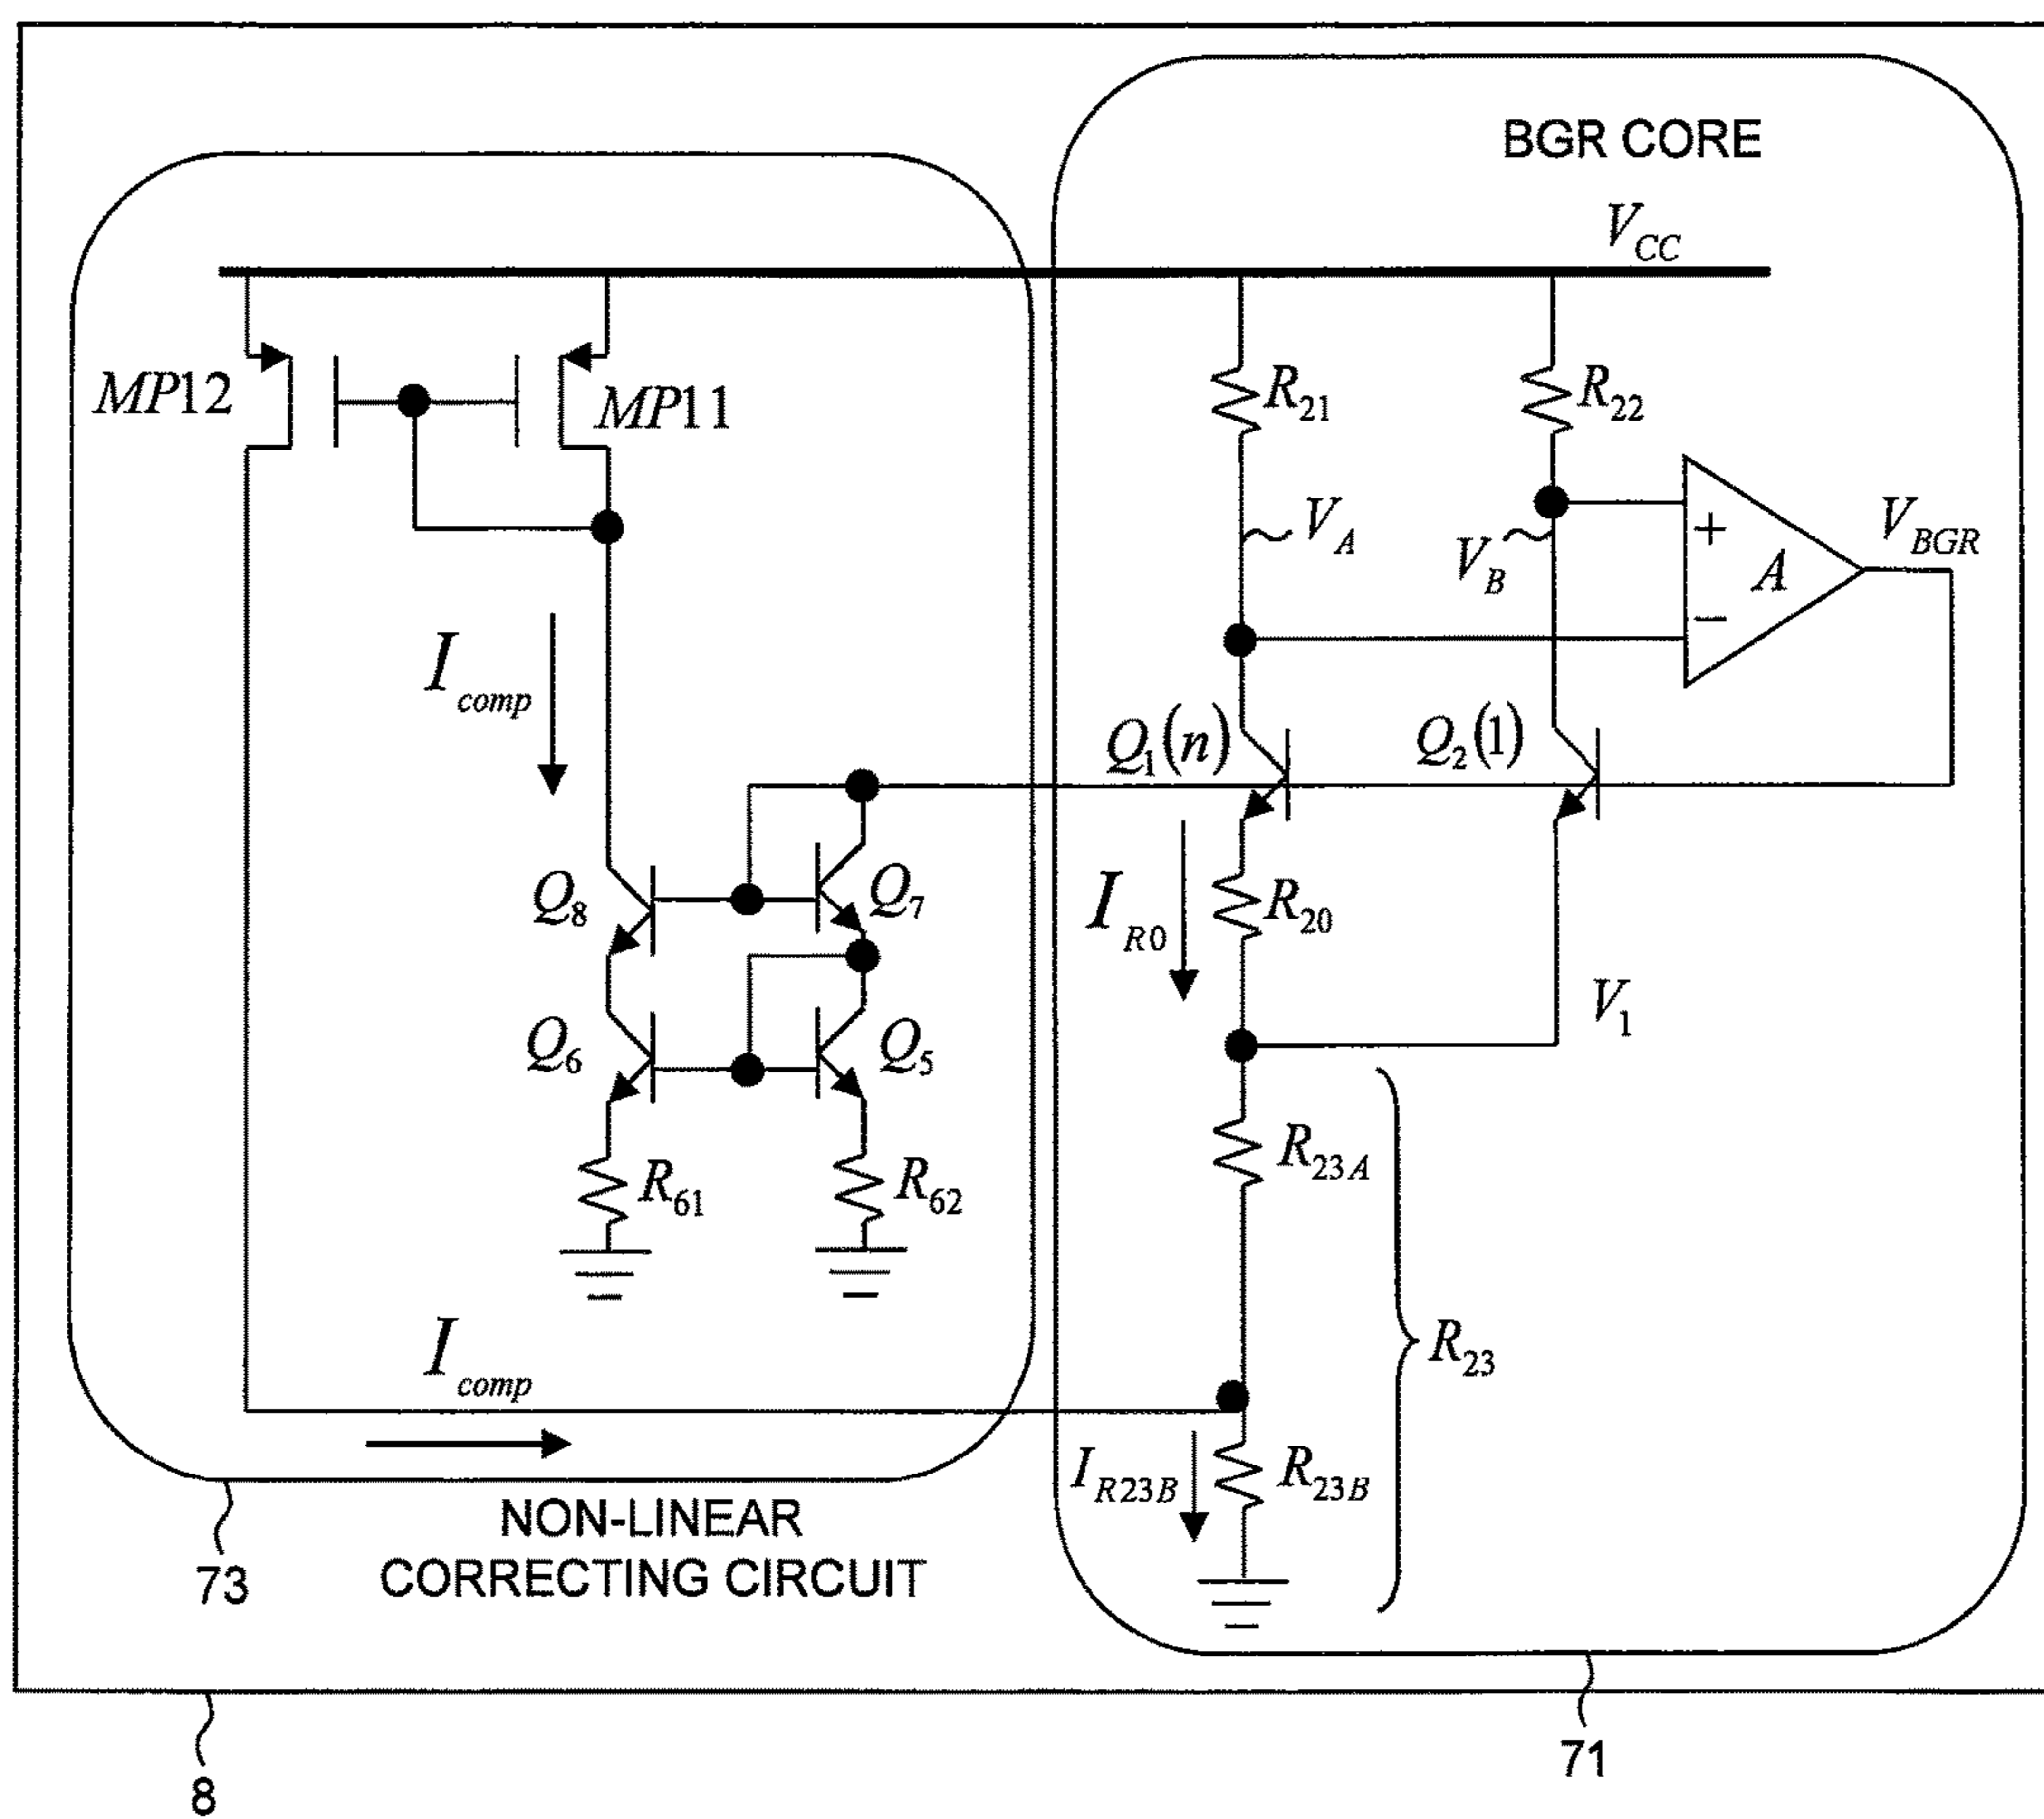 BGR CORE
V_CC
MP12
MP11
R_21
R_22
V_A
V_B
+
−
A
V_BGR
I_comp
Q_1(n)
Q_2(1)
Q_8
Q_7
I_R0
R_20
V_1
Q_6
Q_5
R_61
R_62
R_23A
R_23
I_comp
I_R23B
R_23B
NON-LINEAR
CORRECTING CIRCUIT
73
71
8